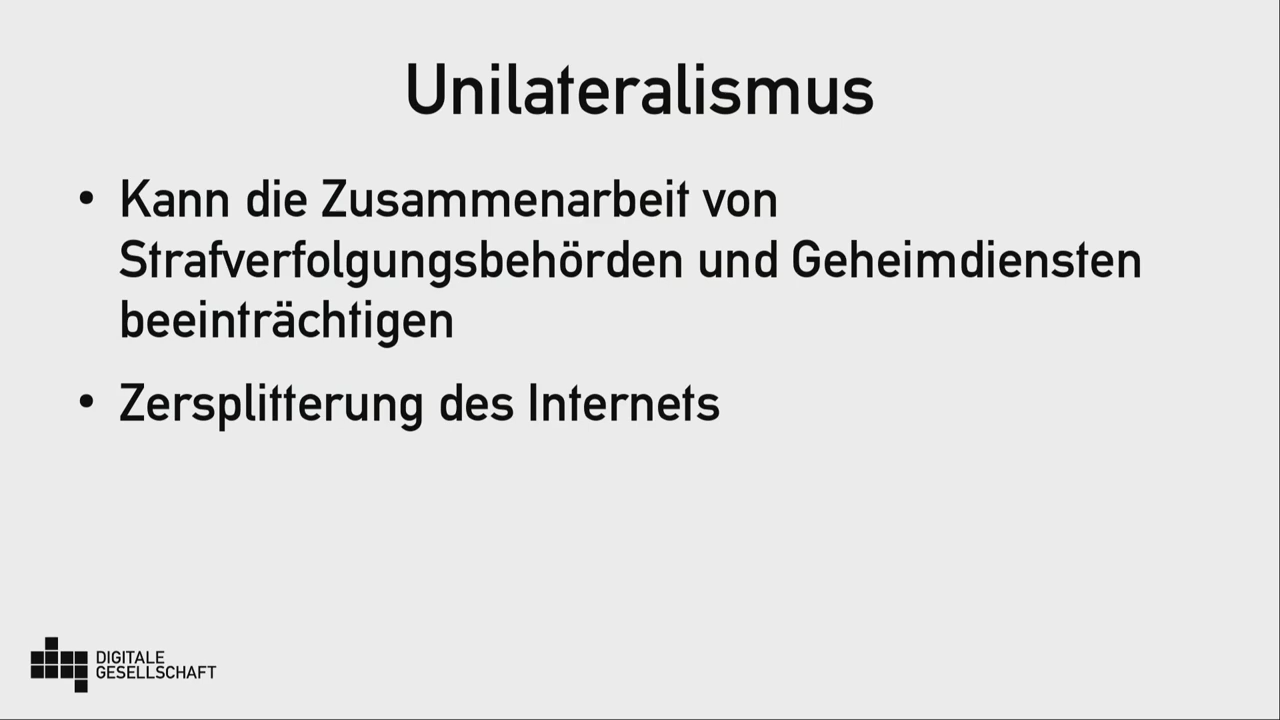 Unilateralismus
• Kann die Zusammenarbeit von
Strafverfolgungsbehörden und Geheimdiensten
beeinträchtigen
• Zersplitterung des Internets
DIGITALE
GESELLSCHAFT